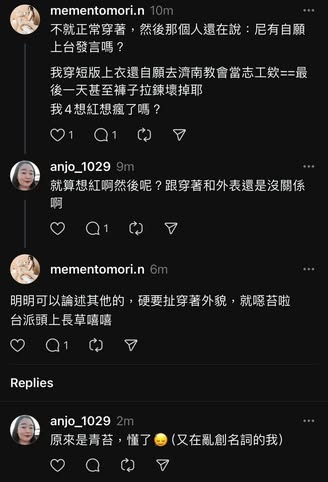 mementomori.n 10m
不就正常穿著，然後那個人還在說：尼有自願
上台發言嗎？
我穿短版上衣還自願去濟南教會當志工欸==最
後一天甚至褲子拉鍊壞掉耶
我4想紅想瘋了嗎？
1 1
anjo_1029 9m
就算想紅啊然後呢？跟穿著和外表還是沒關係
啊
1
mementomori.n 6m
明明可以論述其他的，硬要扯穿著外貌，就噁苔啦
台派頭上長草嘻嘻
1
Replies
anjo_1029 2m
原來是青苔，懂了😔 (又在亂創名詞的我)